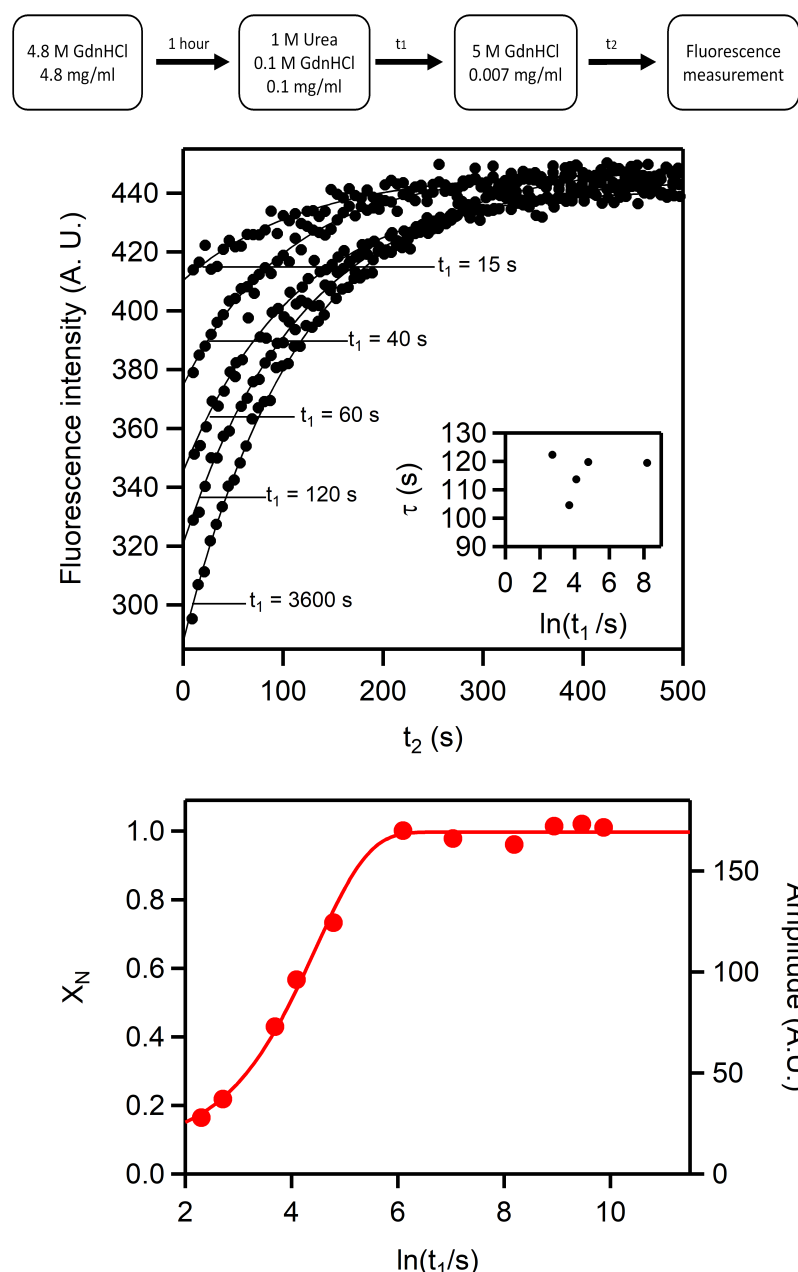 4.8 M GdnHCl
4.8 mg/ml
1 hour
1 M Urea
0.1 M GdnHCl
0.1 mg/ml
t₁
5 M GdnHCl
0.007 mg/ml
t₂
Fluorescence
measurement
Fluorescence intensity (A. U.)
440
420
400
380
360
340
320
300
t₁ = 15 s
t₁ = 40 s
t₁ = 60 s
t₁ = 120 s
t₁ = 3600 s
τ (s)
130
120
110
100
90
0 2 4 6 8
ln(t₁/s)
0 100 200 300 400 500
t₂ (s)
X_N
1.0
0.8
0.6
0.4
0.2
0.0
150
100
50
0
Amplitude (A.U.)
2 4 6 8 10
ln(t₁/s)